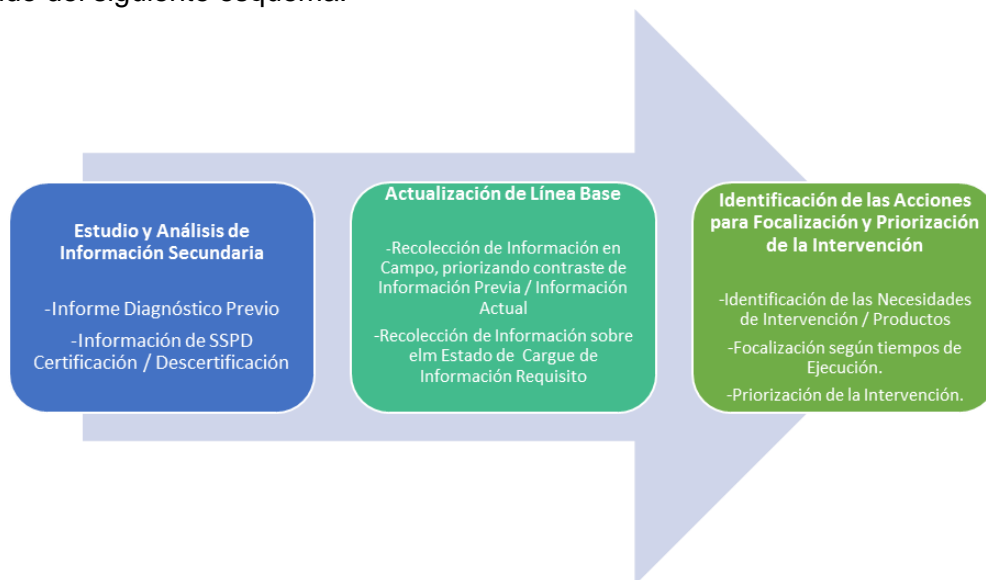 del siguiente esquema:
Estudio y Análisis de
Información Secundaria
-Informe Diagnóstico Previo
-Información de SSPD
Certificación / Descertificación
Actualización de Línea Base
-Recolección de Información en
Campo, priorizando contraste de
Información Previa / Información
Actual
-Recolección de Información sobre
elm Estado de Cargue de
Información Requisito
Identificación de las Acciones
para Focalización y Priorización
de la Intervención
-Identificación de las Necesidades
de Intervención / Productos
-Focalización según tiempos de
Ejecución.
-Priorización de la Intervención.